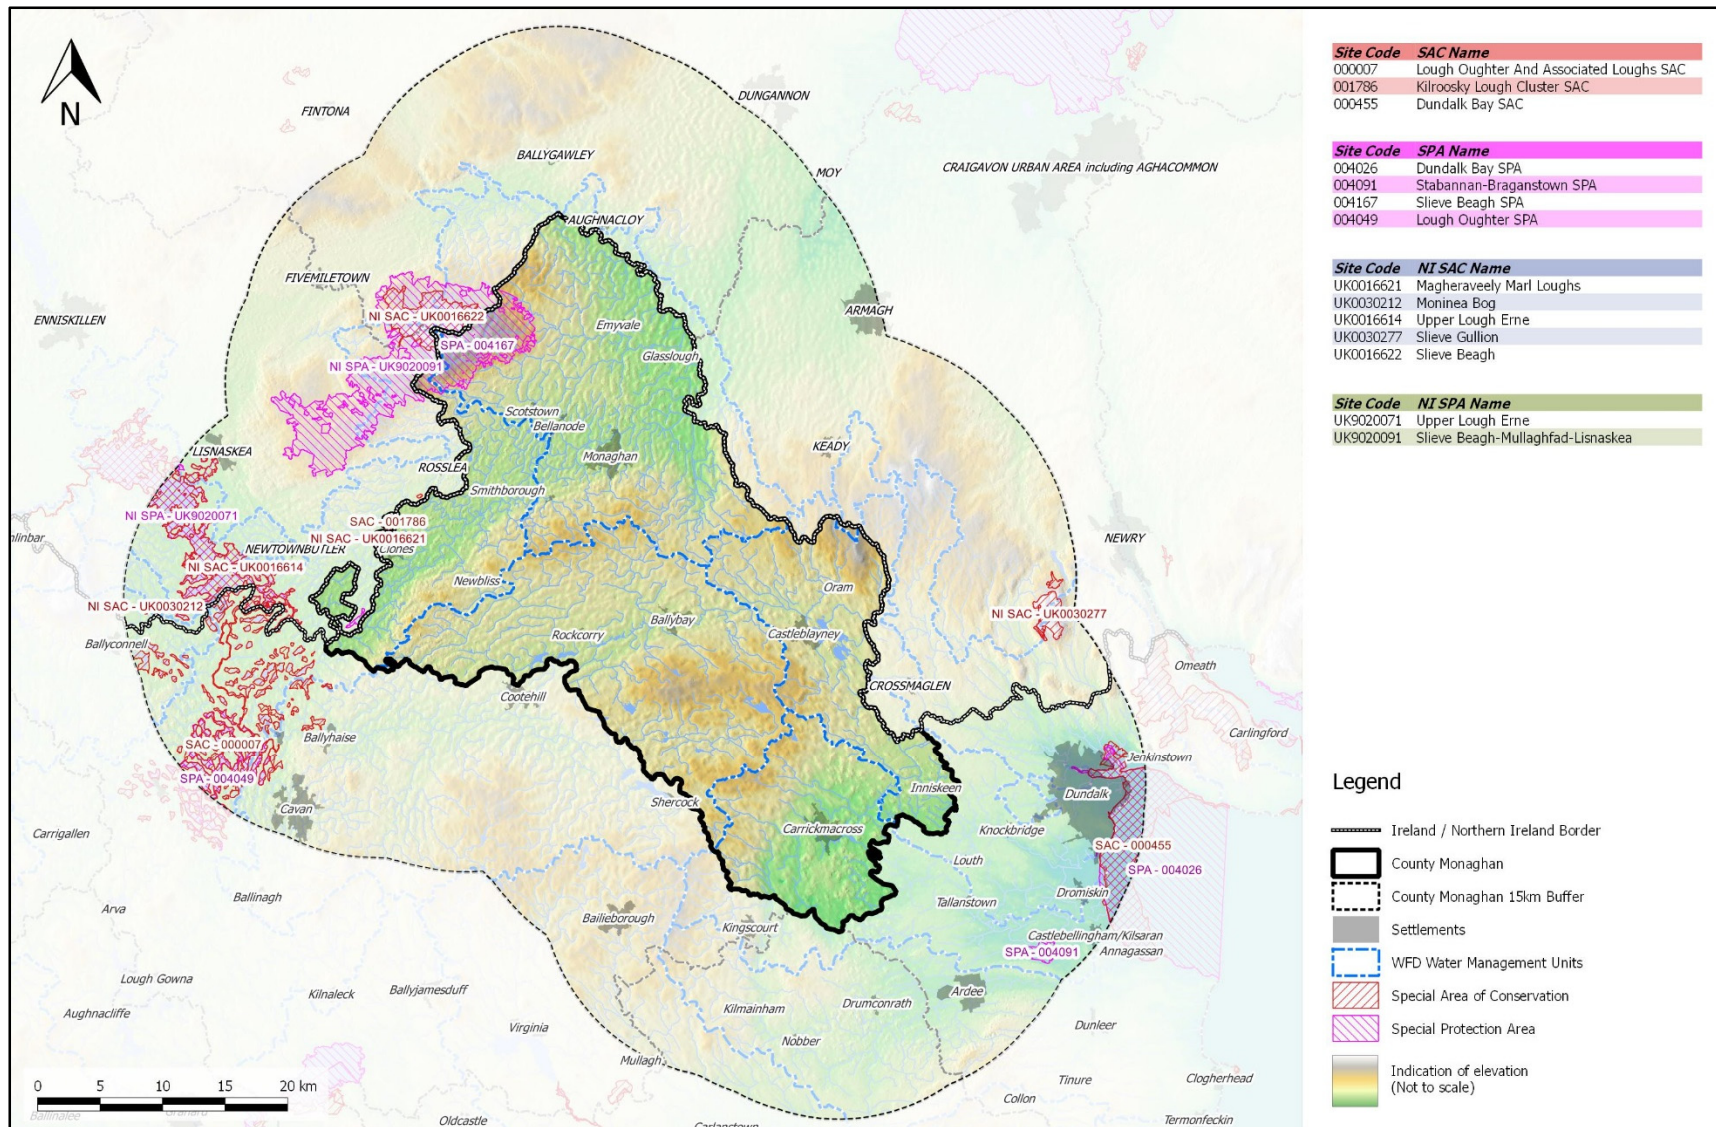 N
FINTONA
DUNGANNON
BALLYGAWLEY
CRAIGAVON URBAN AREA including AGHACOMMON
MOY
AUGHNACLOY
FIVEMILETOWN
ENNISKILLEN
NI SAC - UK0016622
Emyvale
ARMAGH
SPA - 004167
Glasslough
NI SPA - UK9020091
Scotstown
Bellanode
LISNASKEA
KEADY
Monaghan
ROSSLEA
Smithborough
NI SPA - UK9020071
SAC - 001786
NI SAC - UK0016621
nlinbar
NEWTOWNBUTLER
Clones
NEWRY
NI SAC - UK0016614
Newbliss
Oram
NI SAC - UK0030212
NI SAC - UK0030277
Ballyconnell
Rockcorry
Ballybay
Castleblayney
Omeath
CROSSMAGLEN
Cootehill
Carlingford
SAC - 000007
Ballyhaise
Jenkinstown
SPA - 004049
Inniskeen
Dundalk
Cavan
Shercock
Carrickmacross
Knockbridge
Carrigallen
SAC - 000455
Louth
SPA - 004026
Ballinagh
Dromiskin
Arva
Tallanstown
Bailieborough
Kingscourt
Castlebellingham/Kilsaran
SPA - 004091
Annagassan
Lough Gowna
Kilnaleck
Ballyjamesduff
Ardee
Aughnacliffe
Kilmainham
Drumconrath
Virginia
Dunleer
Nobber
Mullagh
Tinure
Clogherhead
Collon
Ballinalee
Granard
Oldcastle
Carlanstown
Termonfeckin
0 5 10 15 20 km
Site Code SAC Name
000007 Lough Oughter And Associated Loughs SAC
001786 Kilroosky Lough Cluster SAC
000455 Dundalk Bay SAC
Site Code SPA Name
004026 Dundalk Bay SPA
004091 Stabannan-Braganstown SPA
004167 Slieve Beagh SPA
004049 Lough Oughter SPA
Site Code NI SAC Name
UK0016621 Magheraveely Marl Loughs
UK0030212 Moninea Bog
UK0016614 Upper Lough Erne
UK0030277 Slieve Gullion
UK0016622 Slieve Beagh
Site Code NI SPA Name
UK9020071 Upper Lough Erne
UK9020091 Slieve Beagh-Mullaghfad-Lisnaskea
Legend
Ireland / Northern Ireland Border
County Monaghan
County Monaghan 15km Buffer
Settlements
WFD Water Management Units
Special Area of Conservation
Special Protection Area
Indication of elevation
(Not to scale)